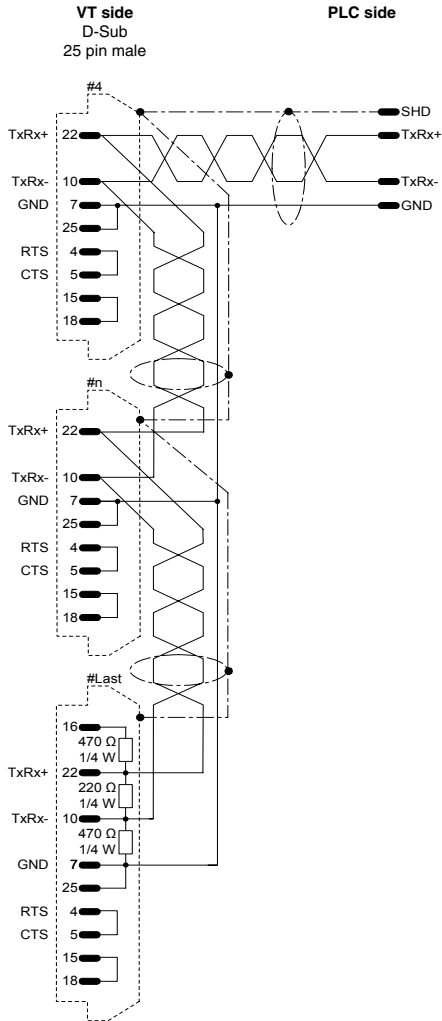 VT side
D-Sub
25 pin male
PLC side
#4
SHD
TxRx+ 22
TxRx+
TxRx- 10
TxRx-
GND 7
GND
25
RTS 4
CTS 5
15
18
#n
TxRx+ 22
TxRx- 10
GND 7
25
RTS 4
CTS 5
15
18
#Last
16
470 Ω
1/4 W
TxRx+ 22
220 Ω
1/4 W
TxRx- 10
470 Ω
1/4 W
GND 7
25
RTS 4
CTS 5
15
18